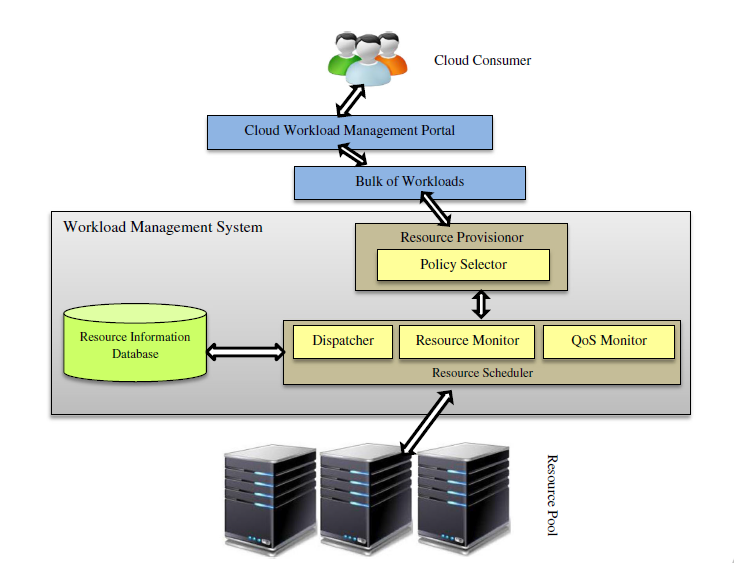 Cloud Consumer
Cloud Workload Management Portal
Bulk of Workloads
Workload Management System
Resource Provisionor
Policy Selector
Resource Information
Database
Dispatcher
Resource Monitor
QoS Monitor
Resource Scheduler
Resource Pool